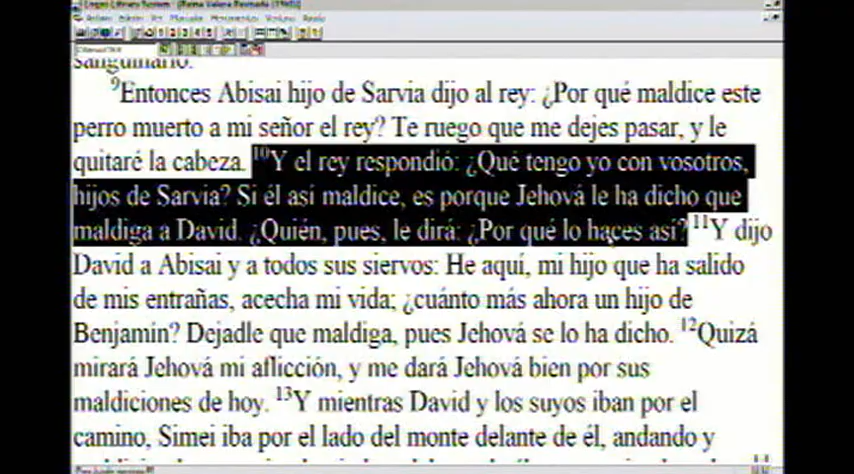 Logos Library System - [Reina Valera Revisada (1960)]
sanguinario.
9Entonces Abisai hijo de Sarvia dijo al rey: ¿Por qué maldice este
perro muerto a mi señor el rey? Te ruego que me dejes pasar, y le
quitaré la cabeza. 10Y el rey respondió: ¿Qué tengo yo con vosotros,
hijos de Sarvia? Si él así maldice, es porque Jehová le ha dicho que
maldiga a David. ¿Quién, pues, le dirá: ¿Por qué lo haces así? 11Y dijo
David a Abisai y a todos sus siervos: He aquí, mi hijo que ha salido
de mis entrañas, acecha mi vida; ¿cuánto más ahora un hijo de
Benjamín? Dejadle que maldiga, pues Jehová se lo ha dicho. 12Quizá
mirará Jehová mi aflicción, y me dará Jehová bien por sus
maldiciones de hoy. 13Y mientras David y los suyos iban por el
camino, Simei iba por el lado del monte delante de él, andando y